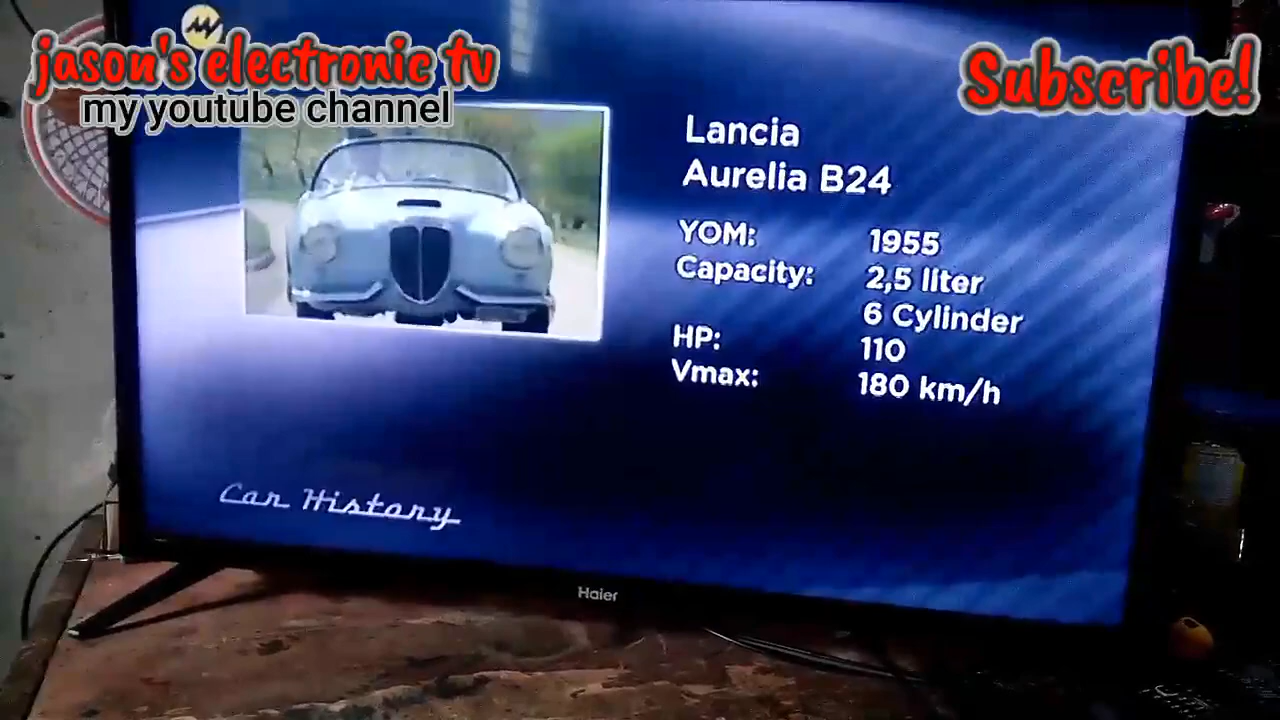 jason's electronic tv
my youtube channel
Subscribe!
Lancia
Aurelia B24
YOM: 1955
Capacity: 2,5 liter
6 Cylinder
HP: 110
Vmax: 180 km/h
Car History
Haier